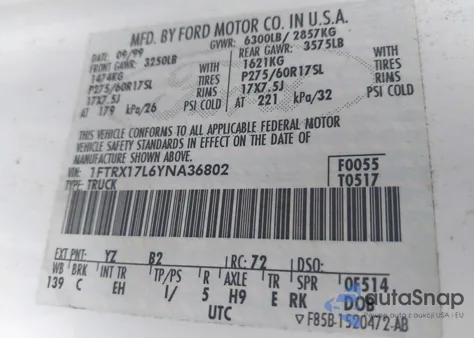 MFD. BY FORD MOTOR CO. IN U.S.A.
DATE: 09/99 GVWR: 6300LB/ 2857KG
FRONT GAWR: 3250LB REAR GAWR: 3575LB
1474KG WITH 1621KG WITH
P275/60R17SL TIRES P275/60R17SL TIRES
17X7.5J RIMS 17X7.5J RIMS
AT 179 kPa/26 PSI COLD AT 221 kPa/32 PSI COLD
THIS VEHICLE CONFORMS TO ALL APPLICABLE FEDERAL MOTOR
VEHICLE SAFETY STANDARDS IN EFFECT ON THE DATE OF
MANUFACTURE SHOWN ABOVE.
VIN: 1FTRX17L6YNA36802 F0055
TYPE: TRUCK T0517
EXT PNT: YZ B2 RC: 72 DSO:
WB BRK INT TR TP/PS R AXLE TR SPR 0F514
139 C EH I/ 5 H9 E RK DOB
UTC ▽ F85B-1520472-AB
autoSnap